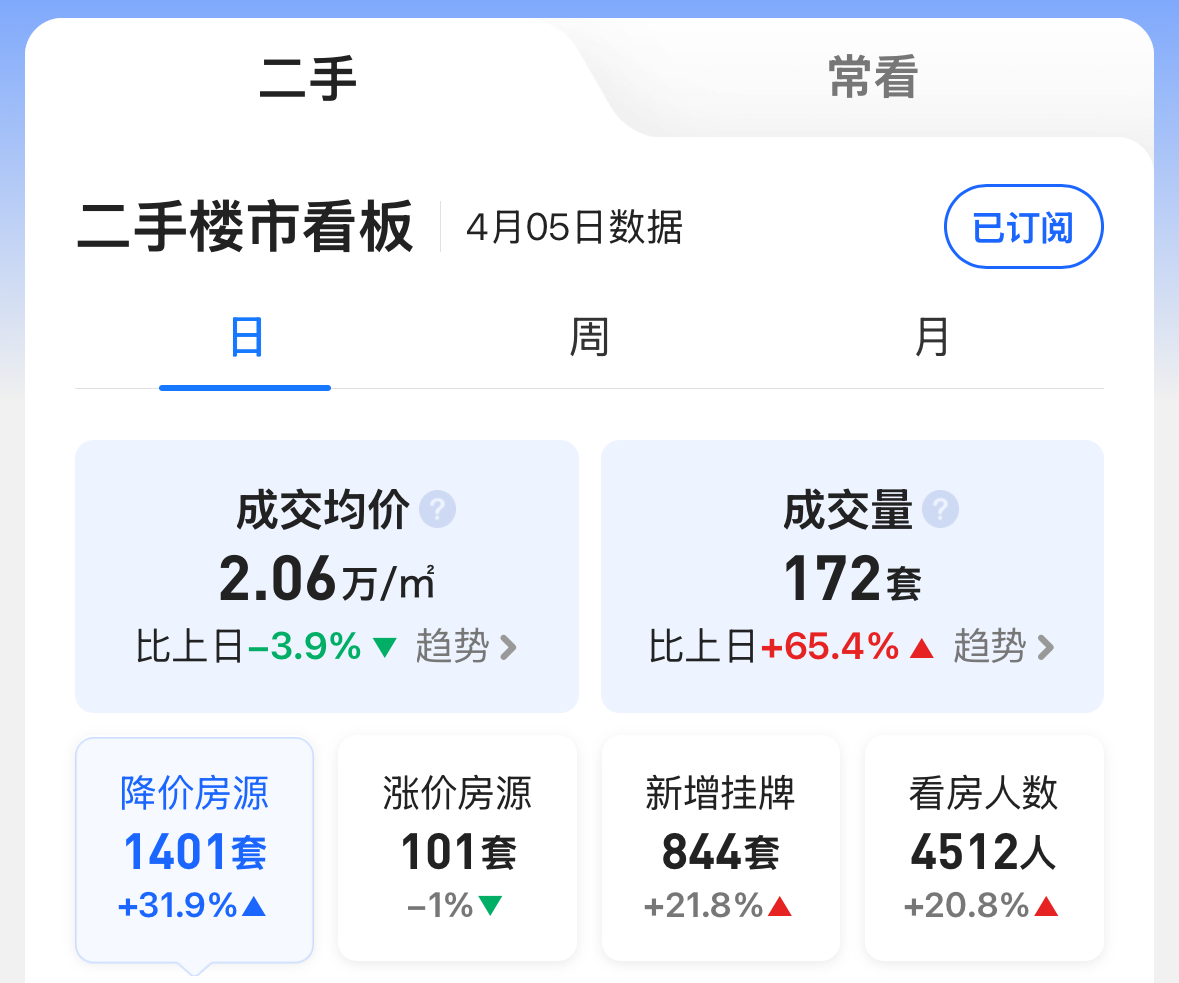 二手 常看
二手楼市看板 4月05日数据 已订阅
日 周 月
成交均价 ? 成交量 ?
2.06万/㎡ 172套
比上日-3.9%▼ 趋势 > 比上日+65.4%▲ 趋势 >
降价房源 涨价房源 新增挂牌 看房人数
1401套 101套 844套 4512人
+31.9%▲ -1%▼ +21.8%▲ +20.8%▲